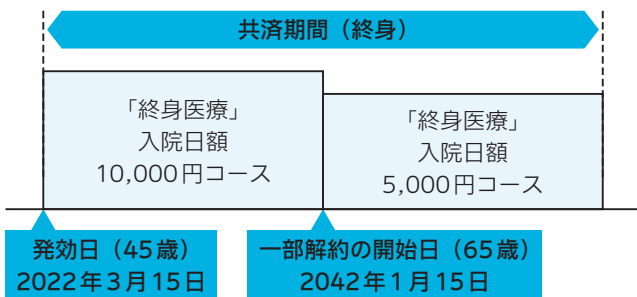 共済期間（終身）
「終身医療」
入院日額
10,000円コース
「終身医療」
入院日額
5,000円コース
発効日（45歳）
2022年3月15日
一部解約の開始日（65歳）
2042年1月15日